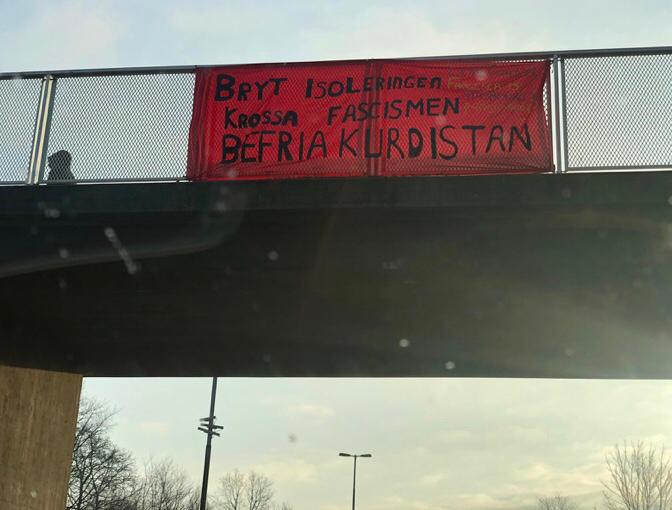 BRYT ISOLERINGEN
KROSSA FASCISMEN
BEFRIA KURDISTAN